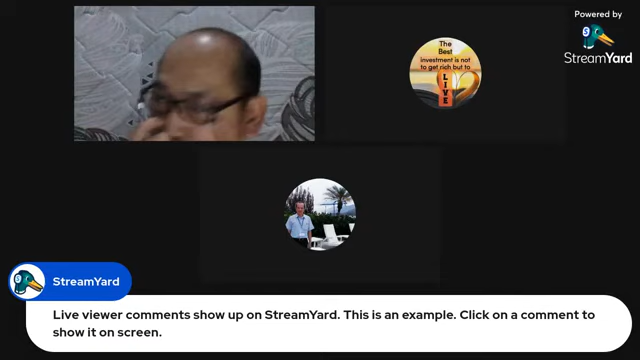 Powered by
StreamYard
The
Best
investment is not
to get rich but to
LIVE
StreamYard
Live viewer comments show up on StreamYard. This is an example. Click on a comment to
show it on screen.